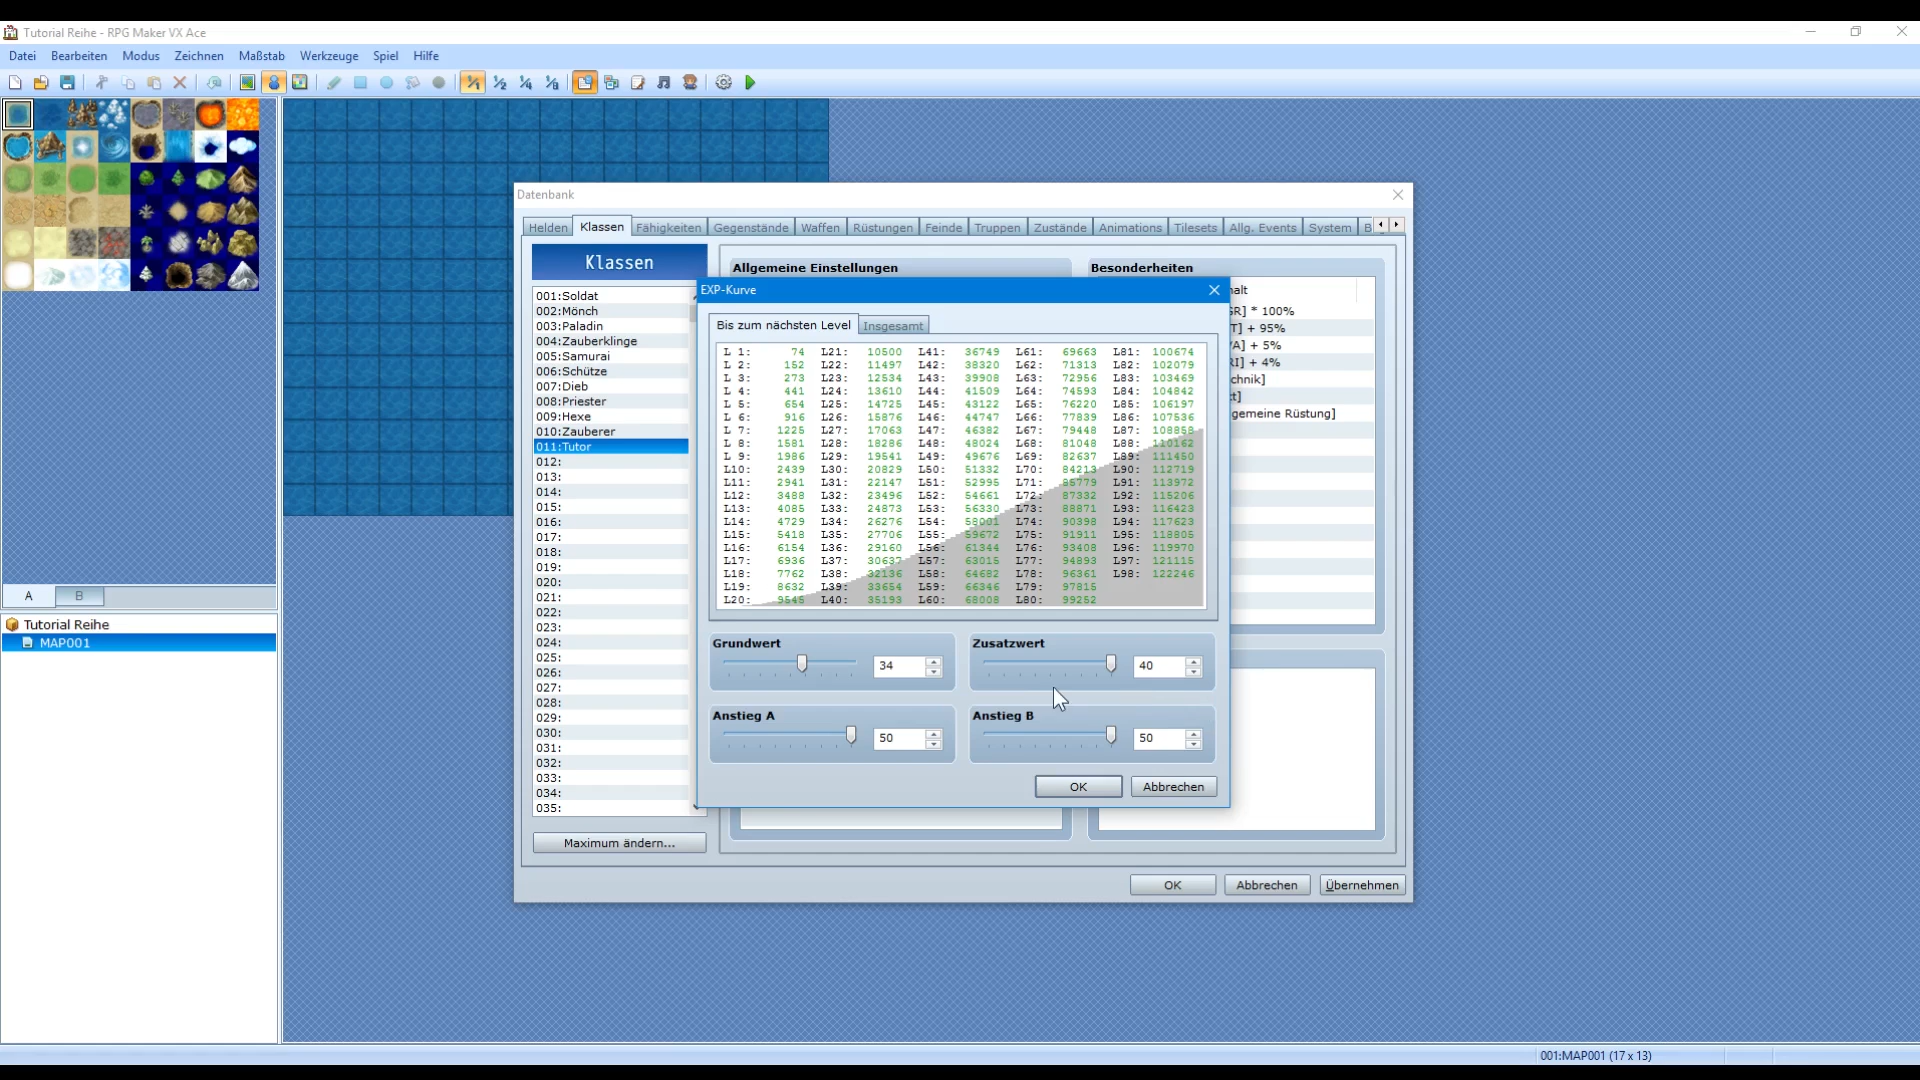 Tutorial Reihe - RPG Maker VX Ace
Datei Bearbeiten Modus Zeichnen Maßstab Werkzeuge Spiel Hilfe
1/1 1/2 1/4 1/8
A B
Tutorial Reihe
MAP001
Datenbank
Helden Klassen Fähigkeiten Gegenstände Waffen Rüstungen Feinde Truppen Zustände Animations Tilesets Allg. Events System
Klassen
001:Soldat
002:Mönch
003:Paladin
004:Zauberklinge
005:Samurai
006:Schütze
007:Dieb
008:Priester
009:Hexe
010:Zauberer
011:Tutor
012:
013:
014:
015:
016:
017:
018:
019:
020:
021:
022:
023:
024:
025:
026:
027:
028:
029:
030:
031:
032:
033:
034:
035:
Maximum ändern...
Allgemeine Einstellungen
Besonderheiten
halt
R] * 100%
T] + 95%
/A] + 5%
RI] + 4%
chnik]
t]
gemeine Rüstung]
EXP-Kurve
Bis zum nächsten Level Insgesamt
L 1: 74 L21: 10500 L41: 36749 L61: 69663 L81: 100674
L 2: 152 L22: 11497 L42: 38320 L62: 71313 L82: 102079
L 3: 273 L23: 12534 L43: 39908 L63: 72956 L83: 103469
L 4: 441 L24: 13610 L44: 41509 L64: 74593 L84: 104842
L 5: 654 L25: 14725 L45: 43122 L65: 76220 L85: 106197
L 6: 916 L26: 15876 L46: 44747 L66: 77839 L86: 107536
L 7: 1225 L27: 17063 L47: 46382 L67: 79448 L87: 108858
L 8: 1581 L28: 18286 L48: 48024 L68: 81048 L88: 110162
L 9: 1986 L29: 19541 L49: 49676 L69: 82637 L89: 111450
L10: 2439 L30: 20829 L50: 51332 L70: 84213 L90: 112719
L11: 2941 L31: 22147 L51: 52995 L71: 85779 L91: 113972
L12: 3488 L32: 23496 L52: 54661 L72: 87332 L92: 115206
L13: 4085 L33: 24873 L53: 56330 L73: 88871 L93: 116423
L14: 4729 L34: 26276 L54: 58001 L74: 90398 L94: 117623
L15: 5418 L35: 27706 L55: 59672 L75: 91911 L95: 118805
L16: 6154 L36: 29160 L56: 61344 L76: 93408 L96: 119970
L17: 6936 L37: 30637 L57: 63015 L77: 94893 L97: 121115
L18: 7762 L38: 32136 L58: 64682 L78: 96361 L98: 122246
L19: 8632 L39: 33654 L59: 66346 L79: 97815
L20: 9545 L40: 35193 L60: 68008 L80: 99252
Grundwert Zusatzwert
34 40
Anstieg A Anstieg B
50 50
OK Abbrechen
OK Abbrechen Übernehmen
001:MAP001 (17 x 13)